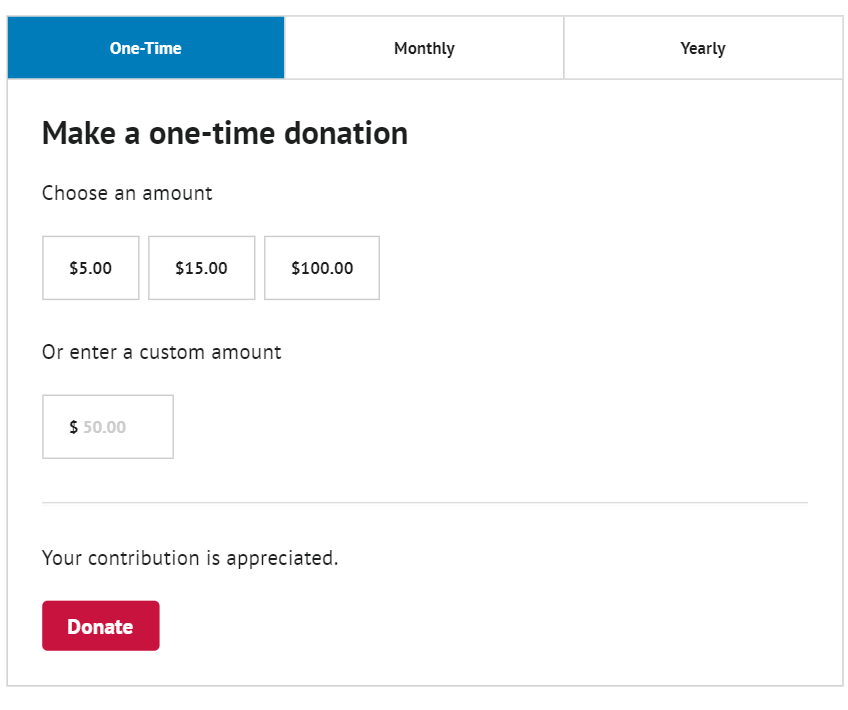 One-Time Monthly Yearly
Make a one-time donation
Choose an amount
$5.00 $15.00 $100.00
Or enter a custom amount
$ 50.00
Your contribution is appreciated.
Donate